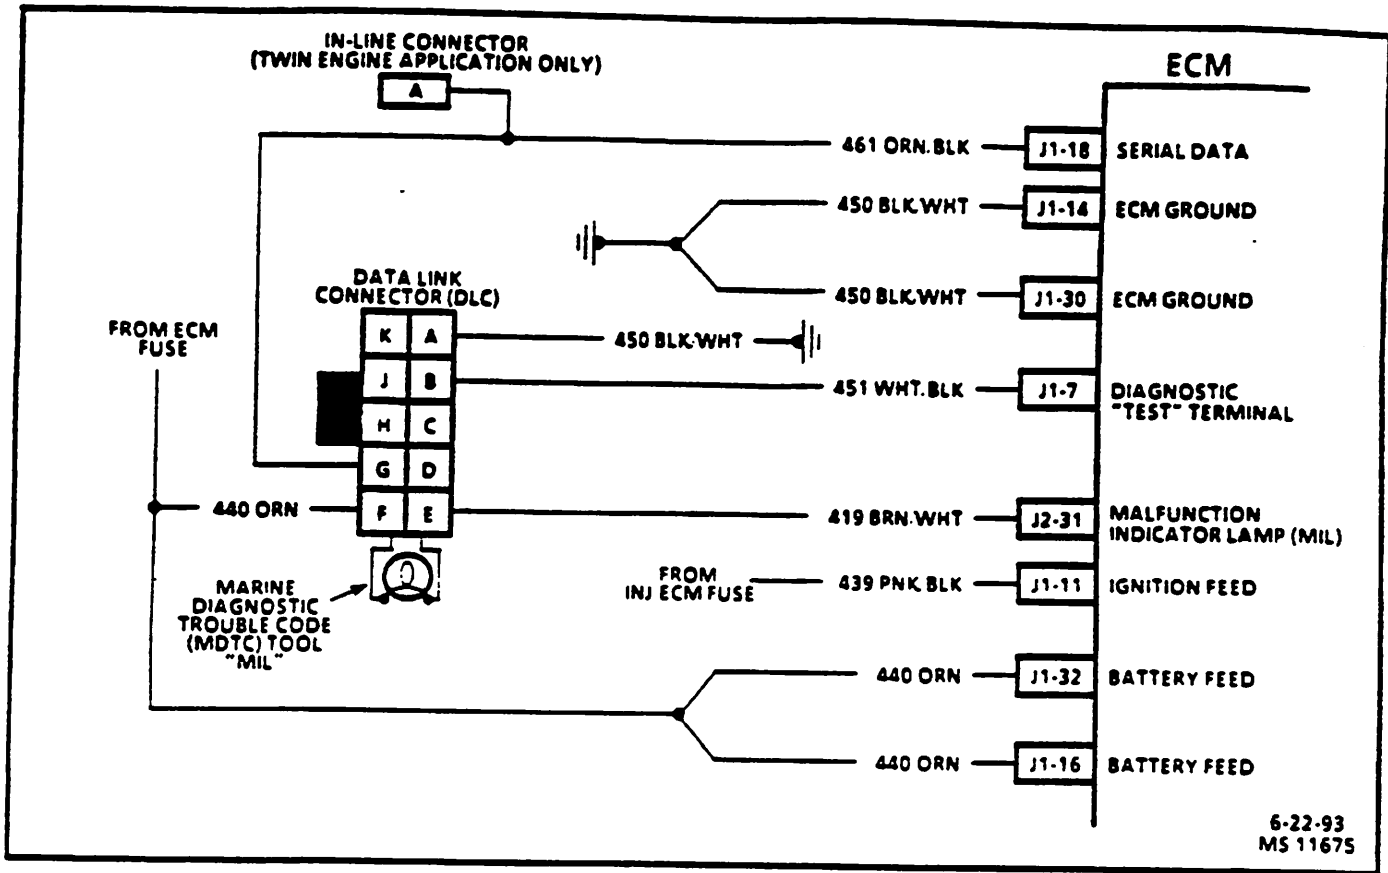 IN-LINE CONNECTOR
(TWIN ENGINE APPLICATION ONLY)
A
ECM
461 ORN.BLK
J1-18
SERIAL DATA
450 BLK.WHT
J1-14
ECM GROUND
450 BLK.WHT
J1-30
ECM GROUND
DATA LINK
CONNECTOR (DLC)
FROM ECM
FUSE
K A
J B
H C
G D
F E
450 BLK.WHT
451 WHT.BLK
J1-7
DIAGNOSTIC
"TEST" TERMINAL
440 ORN
419 BRN.WHT
J2-31
MALFUNCTION
INDICATOR LAMP (MIL)
MARINE
DIAGNOSTIC
TROUBLE CODE
(MDTC) TOOL
"MIL"
FROM
INJ ECM FUSE
439 PNK.BLK
J1-11
IGNITION FEED
440 ORN
J1-32
BATTERY FEED
440 ORN
J1-16
BATTERY FEED
6-22-93
MS 11675